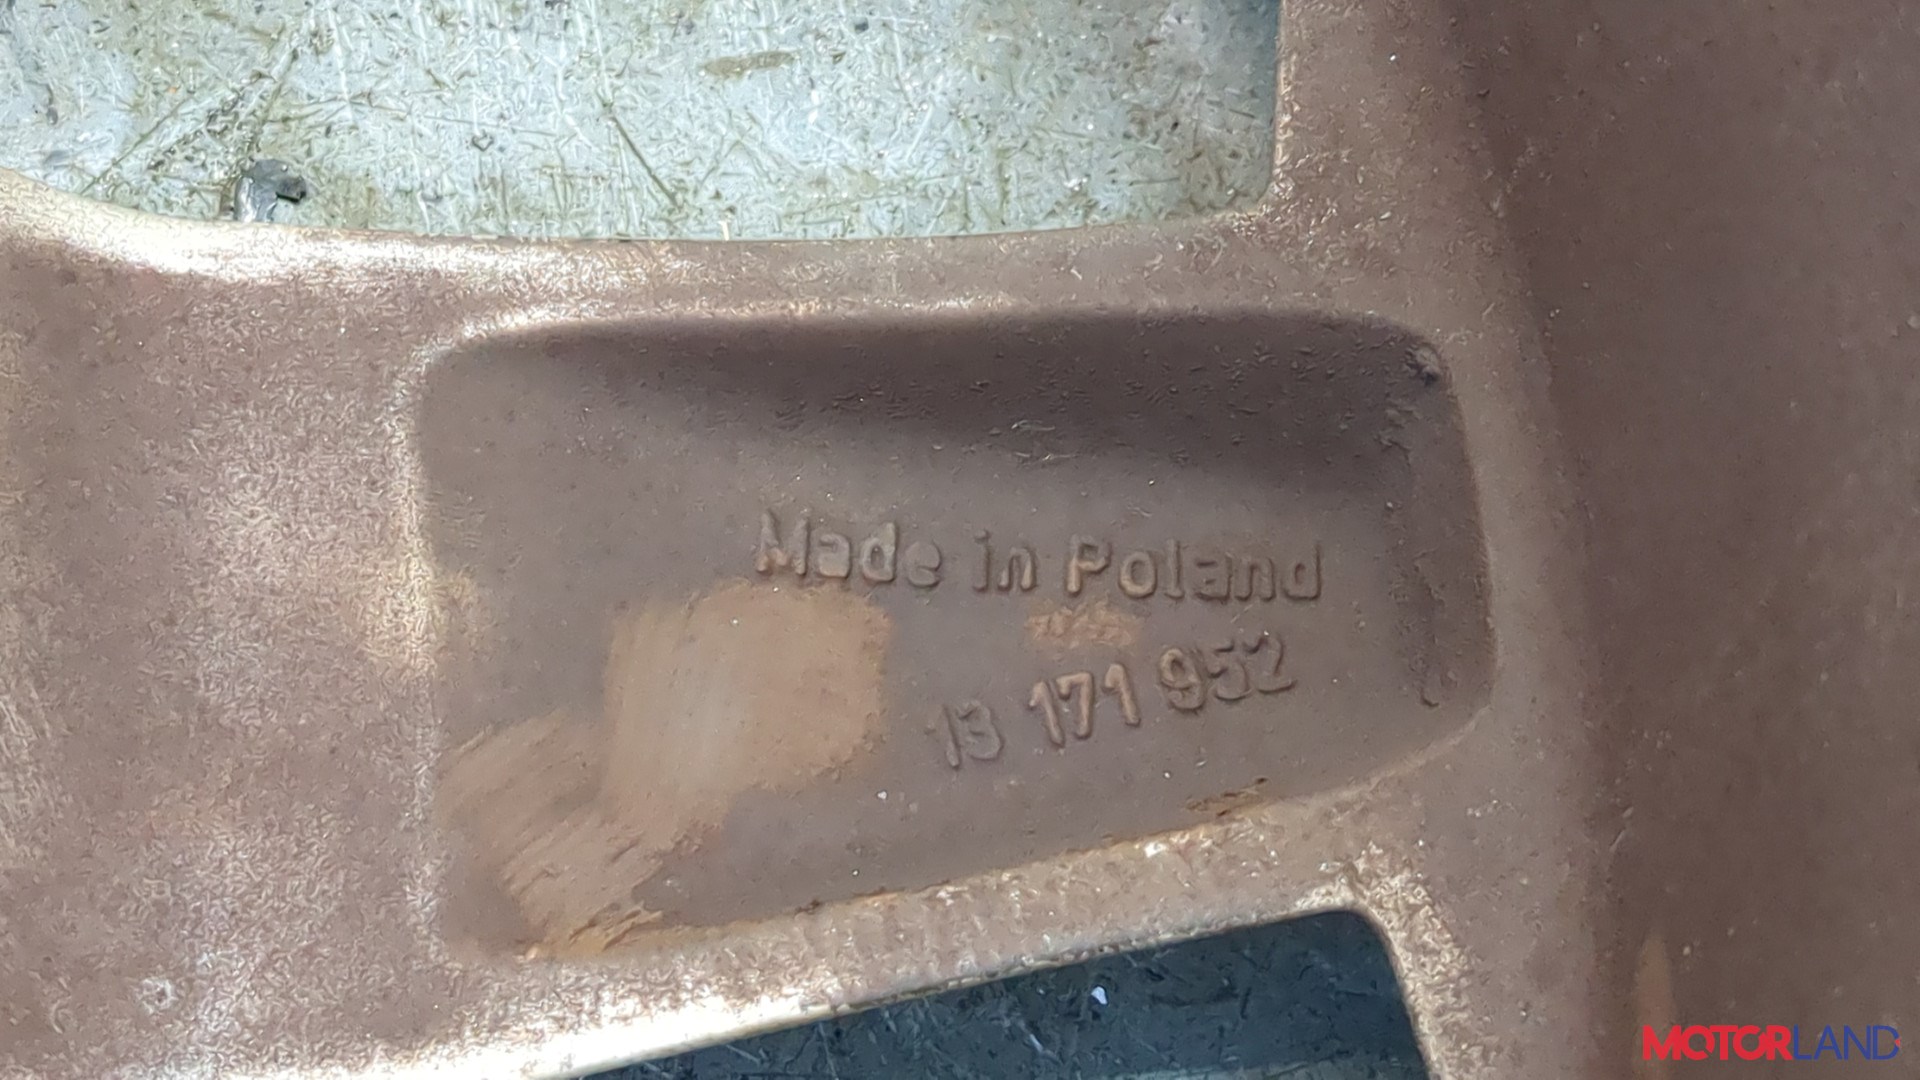 Made in Poland
13 171 952
MOTORLAND